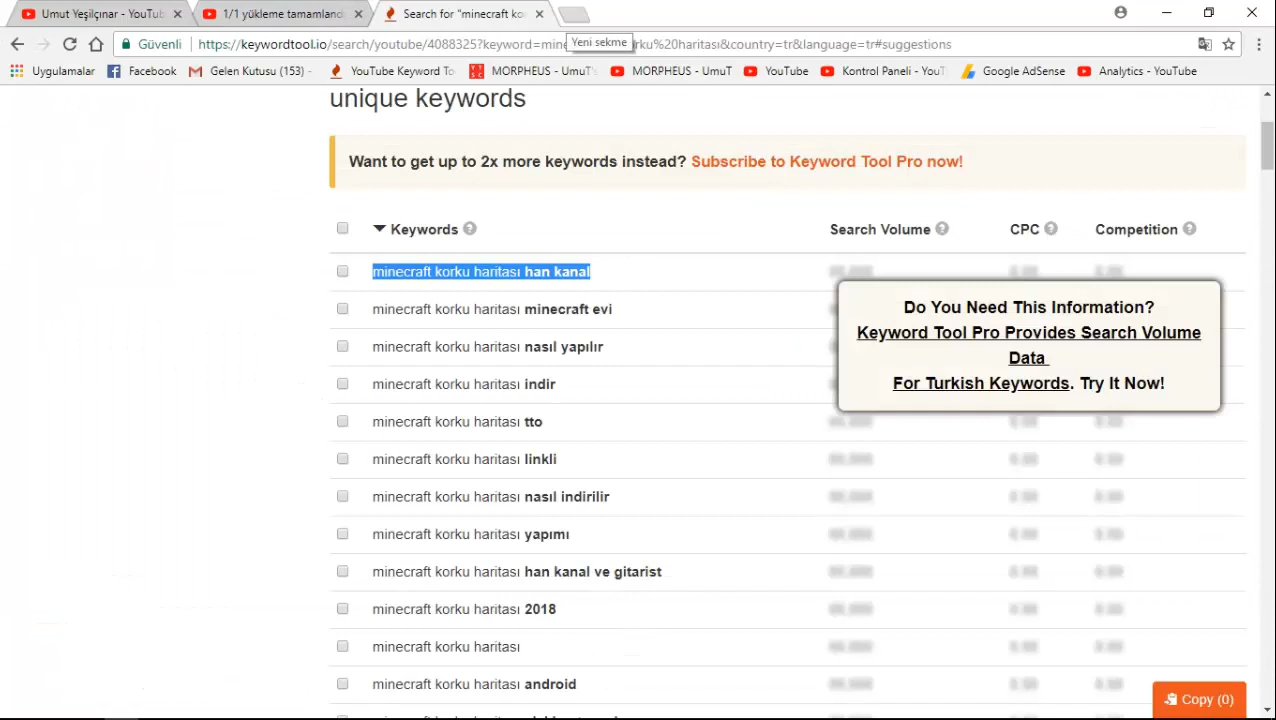 Umut Yeşilçınar - YouTub
1/1 yükleme tamamland
Search for "minecraft ko
Yeni sekme
Güvenli
https://keywordtool.io/search/youtube/4088325?keyword=mine rku%20haritası&country=tr&language=tr#suggestions
Uygulamalar
Facebook
Gelen Kutusu (153) -
YouTube Keyword To
MORPHEUS - UmuT'
MORPHEUS - UmuT
YouTube
Kontrol Paneli - YouT
Google AdSense
Analytics - YouTube
unique keywords
Want to get up to 2x more keywords instead? Subscribe to Keyword Tool Pro now!
Keywords Search Volume CPC Competition
minecraft korku haritası han kanal
minecraft korku haritası minecraft evi
minecraft korku haritası nasıl yapılır
minecraft korku haritası indir
minecraft korku haritası tto
minecraft korku haritası linkli
minecraft korku haritası nasıl indirilir
minecraft korku haritası yapımı
minecraft korku haritası han kanal ve gitarist
minecraft korku haritası 2018
minecraft korku haritası
minecraft korku haritası android
Do You Need This Information?
Keyword Tool Pro Provides Search Volume
Data
For Turkish Keywords. Try It Now!
Copy (0)